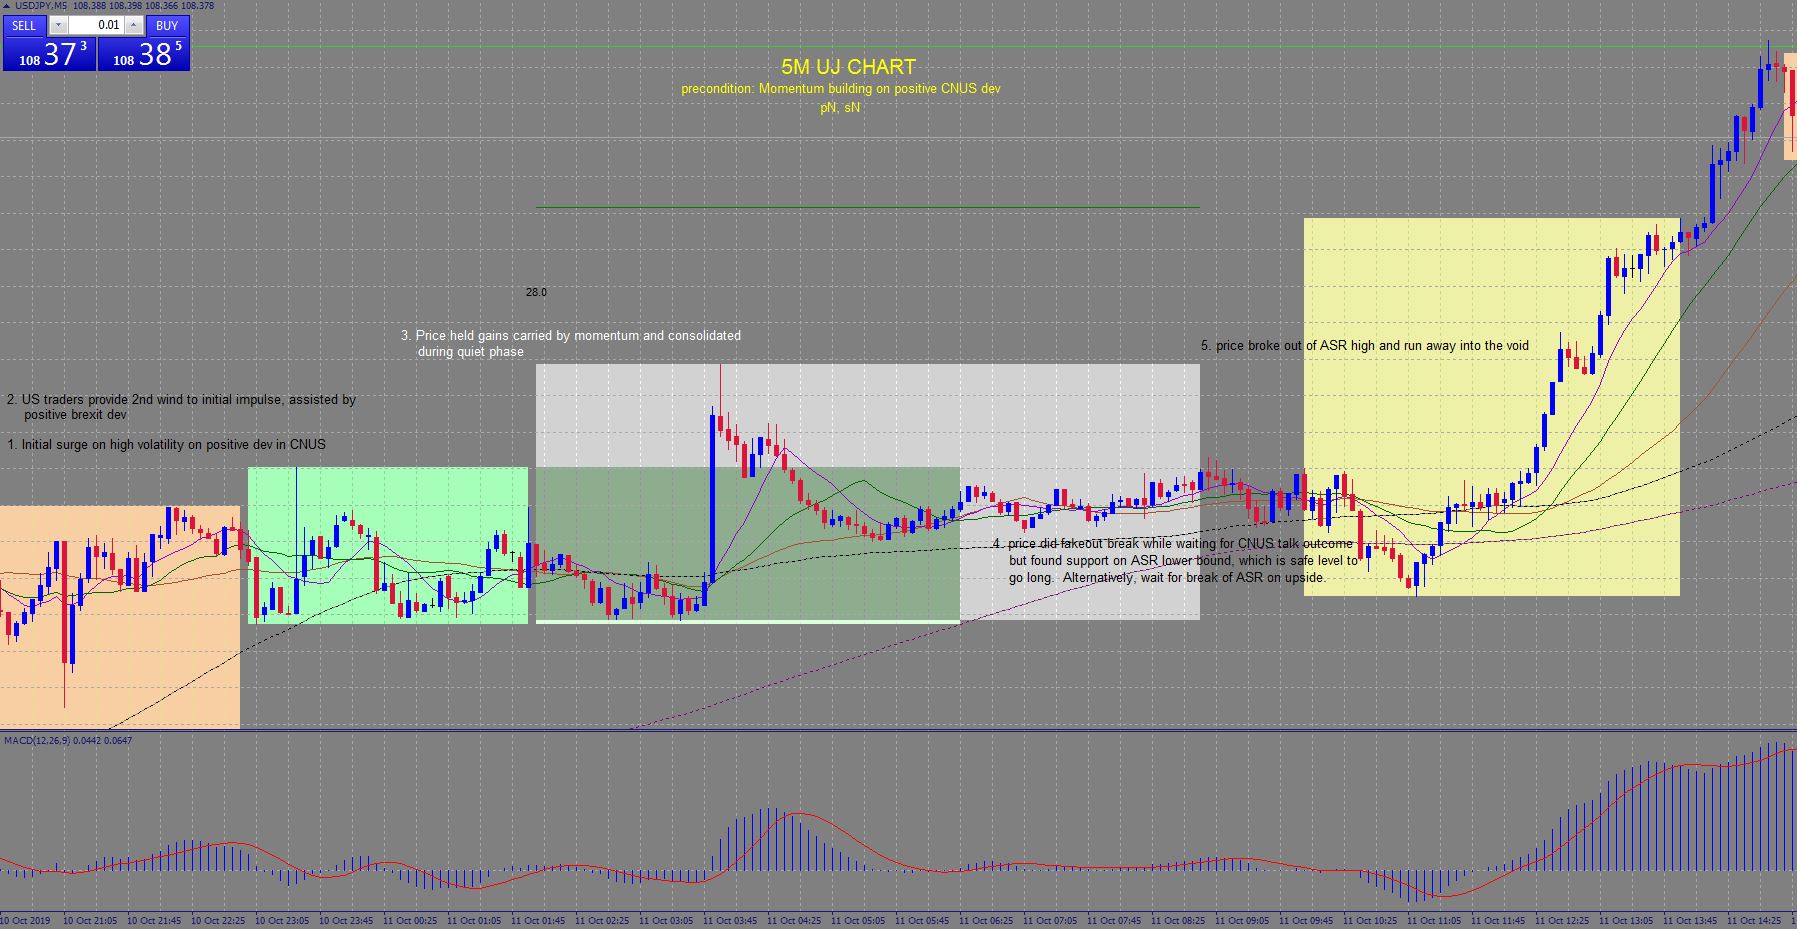 USDJPY,M5 108.388 108.398 108.366 108.378
SELL 0.01 BUY
108 37 3 108 38 5
5M UJ CHART
precondition: Momentum building on positive CNUS dev
pN, sN
28.0
3. Price held gains carried by momentum and consolidated
during quiet phase
5. price broke out of ASR high and run away into the void
2. US traders provide 2nd wind to initial impulse, assisted by
positive brexit dev
1. Initial surge on high volatility on positive dev in CNUS
4. price did fakeout break while waiting for CNUS talk outcome
but found support on ASR lower bound, which is safe level to
go long. Alternatively, wait for break of ASR on upside.
MACD(12,26,9) 0.0442 0.0647
10 Oct 2019 10 Oct 21:05 10 Oct 21:45 10 Oct 22:25 10 Oct 23:05 10 Oct 23:45 11 Oct 00:25 11 Oct 01:05 11 Oct 01:45 11 Oct 02:25 11 Oct 03:05 11 Oct 03:45 11 Oct 04:25 11 Oct 05:05 11 Oct 05:45 11 Oct 06:25 11 Oct 07:05 11 Oct 07:45 11 Oct 08:25 11 Oct 09:05 11 Oct 09:45 11 Oct 10:25 11 Oct 11:05 11 Oct 11:45 11 Oct 12:25 11 Oct 13:05 11 Oct 13:45 11 Oct 14:25